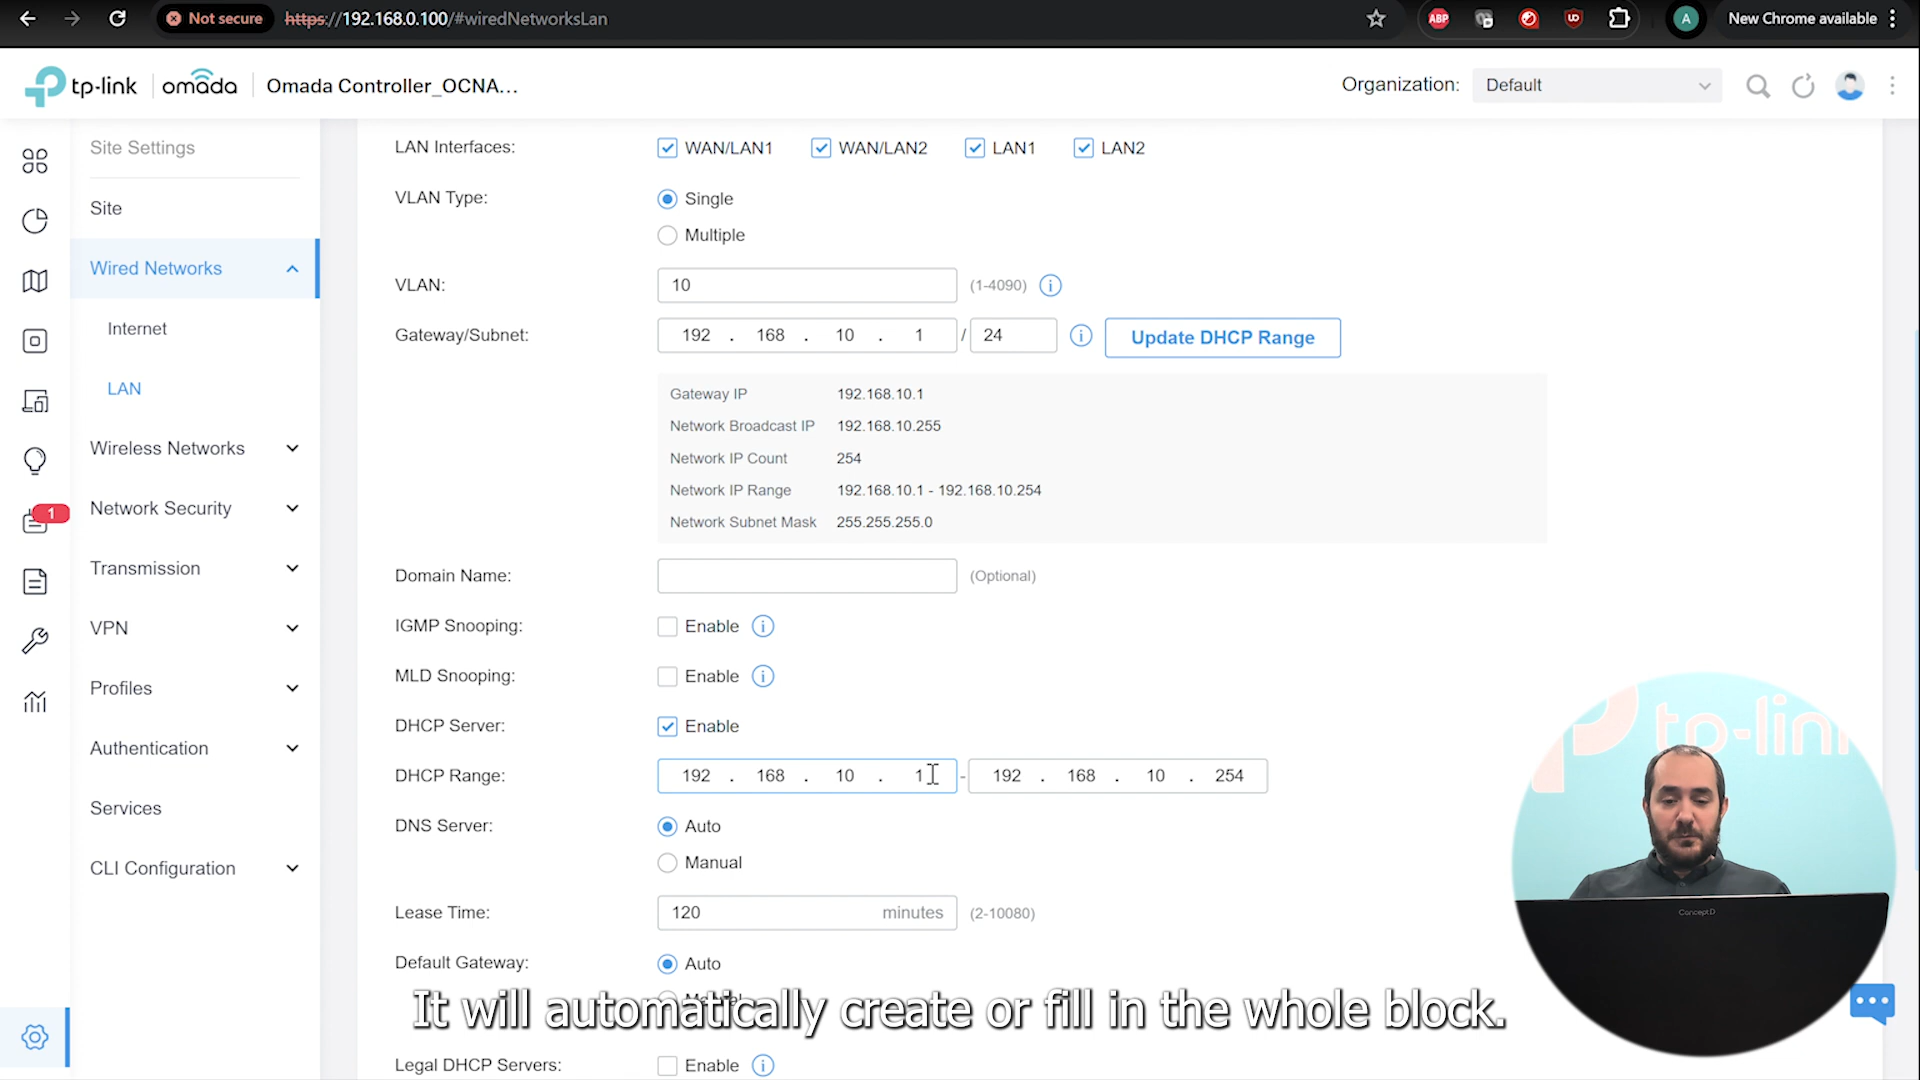 Not secure https://192.168.0.100/#wiredNetworksLan ABP UD A New Chrome available
tp-link omada Omada Controller_OCNA... Organization: Default
Site Settings
Site
Wired Networks
Internet
LAN
Wireless Networks
1
Network Security
Transmission
VPN
Profiles
Authentication
Services
CLI Configuration
LAN Interfaces: WAN/LAN1 WAN/LAN2 LAN1 LAN2
VLAN Type: Single
Multiple
VLAN: 10 (1-4090)
Gateway/Subnet: 192 . 168 . 10 . 1 / 24 Update DHCP Range
Gateway IP 192.168.10.1
Network Broadcast IP 192.168.10.255
Network IP Count 254
Network IP Range 192.168.10.1 - 192.168.10.254
Network Subnet Mask 255.255.255.0
Domain Name: (Optional)
IGMP Snooping: Enable
MLD Snooping: Enable
DHCP Server: Enable
DHCP Range: 192 . 168 . 10 . 1 - 192 . 168 . 10 . 254
DNS Server: Auto
Manual
Lease Time: 120 minutes (2-10080)
Default Gateway: Auto
It will automatically create or fill in the whole block.
Legal DHCP Servers: Enable
tp-lin
ConceptD